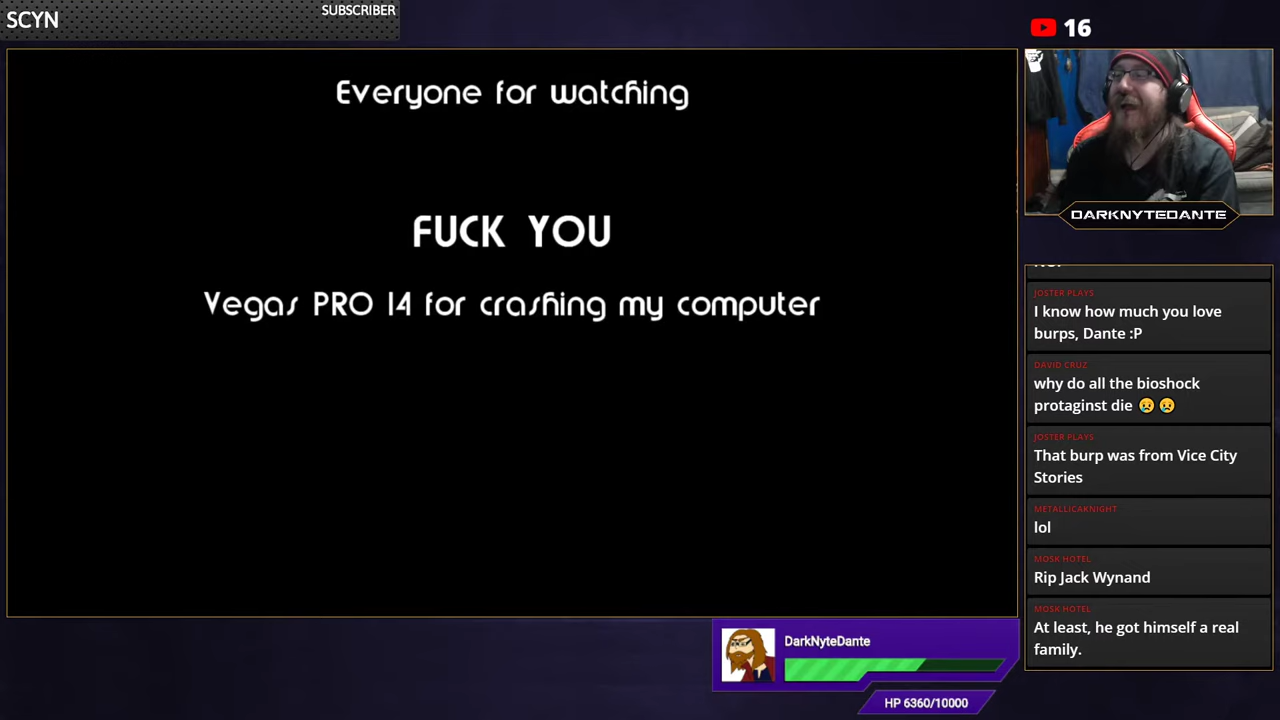 SCYN
SUBSCRIBER
16
Everyone for watching
FUCK YOU
Vegas PRO 14 for crashing my computer
DARKNYTEDANTE
JOSTER PLAYS
I know how much you love
burps, Dante :P
DAVID CRUZ
why do all the bioshock
protaginst die 😢😢
JOSTER PLAYS
That burp was from Vice City
Stories
METALLICAKNIGHT
lol
MOSK HOTEL
Rip Jack Wynand
MOSK HOTEL
At least, he got himself a real
family.
DarkNyteDante
HP 6360/10000